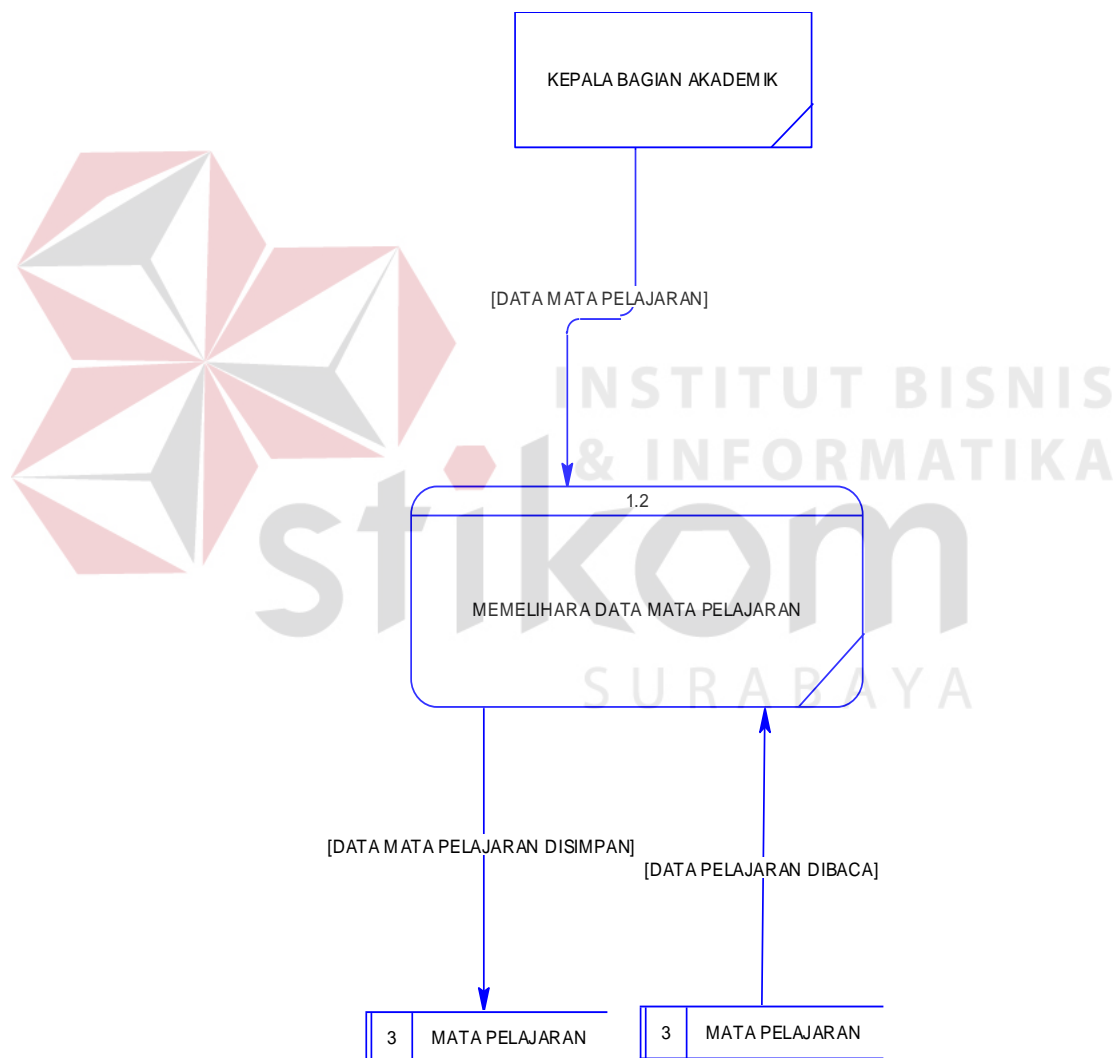 KEPALA BAGIAN AKADEMIK
[DATA MATA PELAJARAN]
INSTITUT BISNIS
& INFORMATIKA
stikom
SURABAYA
1.2
MEMELIHARA DATA MATA PELAJARAN
[DATA MATA PELAJARAN DISIMPAN]
[DATA PELAJARAN DIBACA]
3 MATA PELAJARAN
3 MATA PELAJARAN